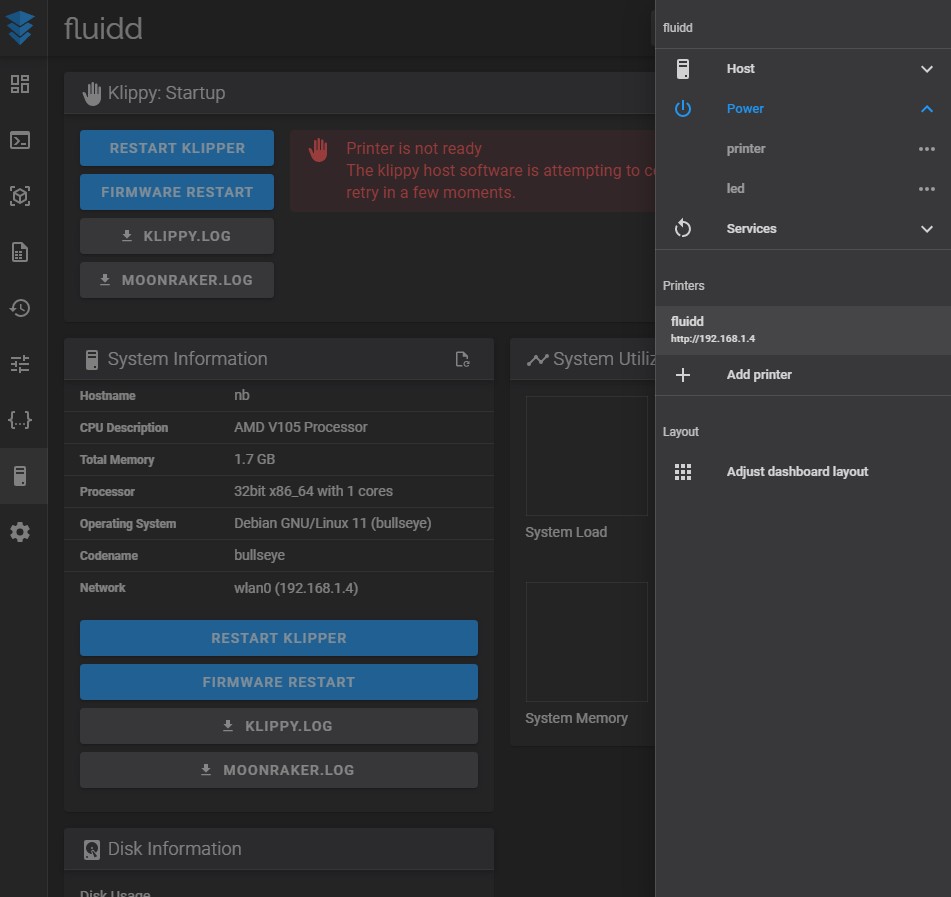 fluidd
Klippy: Startup
RESTART KLIPPER
FIRMWARE RESTART
KLIPPY.LOG
MOONRAKER.LOG
Printer is not ready
The klippy host software is attempting to
retry in a few moments.
System Information
Hostname nb
CPU Description AMD V105 Processor
Total Memory 1.7 GB
Processor 32bit x86_64 with 1 cores
Operating System Debian GNU/Linux 11 (bullseye)
Codename bullseye
Network wlan0 (192.168.1.4)
RESTART KLIPPER
FIRMWARE RESTART
KLIPPY.LOG
MOONRAKER.LOG
System Utiliz
System Load
System Memory
Disk Information
Disk Usage
fluidd
Host
Power
printer
led
Services
Printers
fluidd
http://192.168.1.4
Add printer
Layout
Adjust dashboard layout